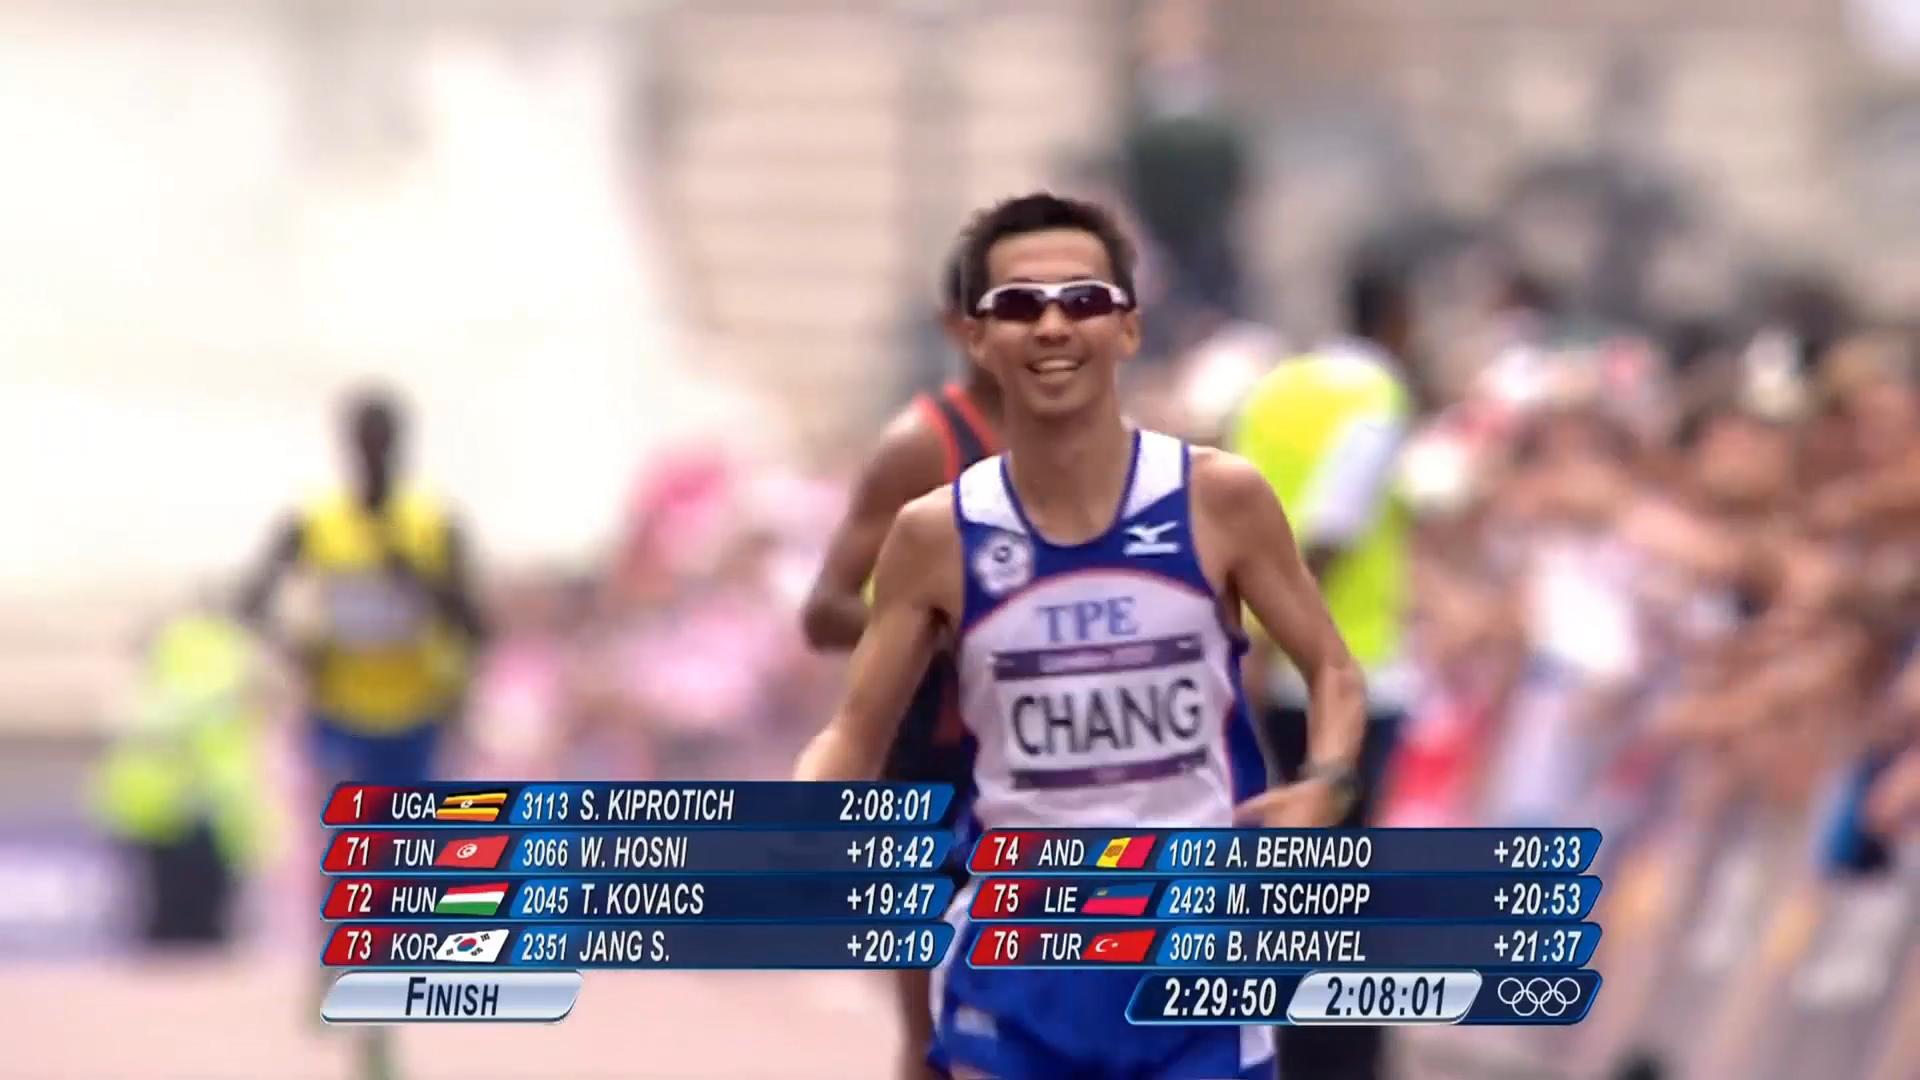 TPE
CHANG
1 UGA 3113 S. KIPROTICH 2:08:01
71 TUN 3066 W. HOSNI +18:42
72 HUN 2045 T. KOVACS +19:47
73 KOR 2351 JANG S. +20:19
74 AND 1012 A. BERNADO +20:33
75 LIE 2423 M. TSCHOPP +20:53
76 TUR 3076 B. KARAYEL +21:37
FINISH
2:29:50 2:08:01